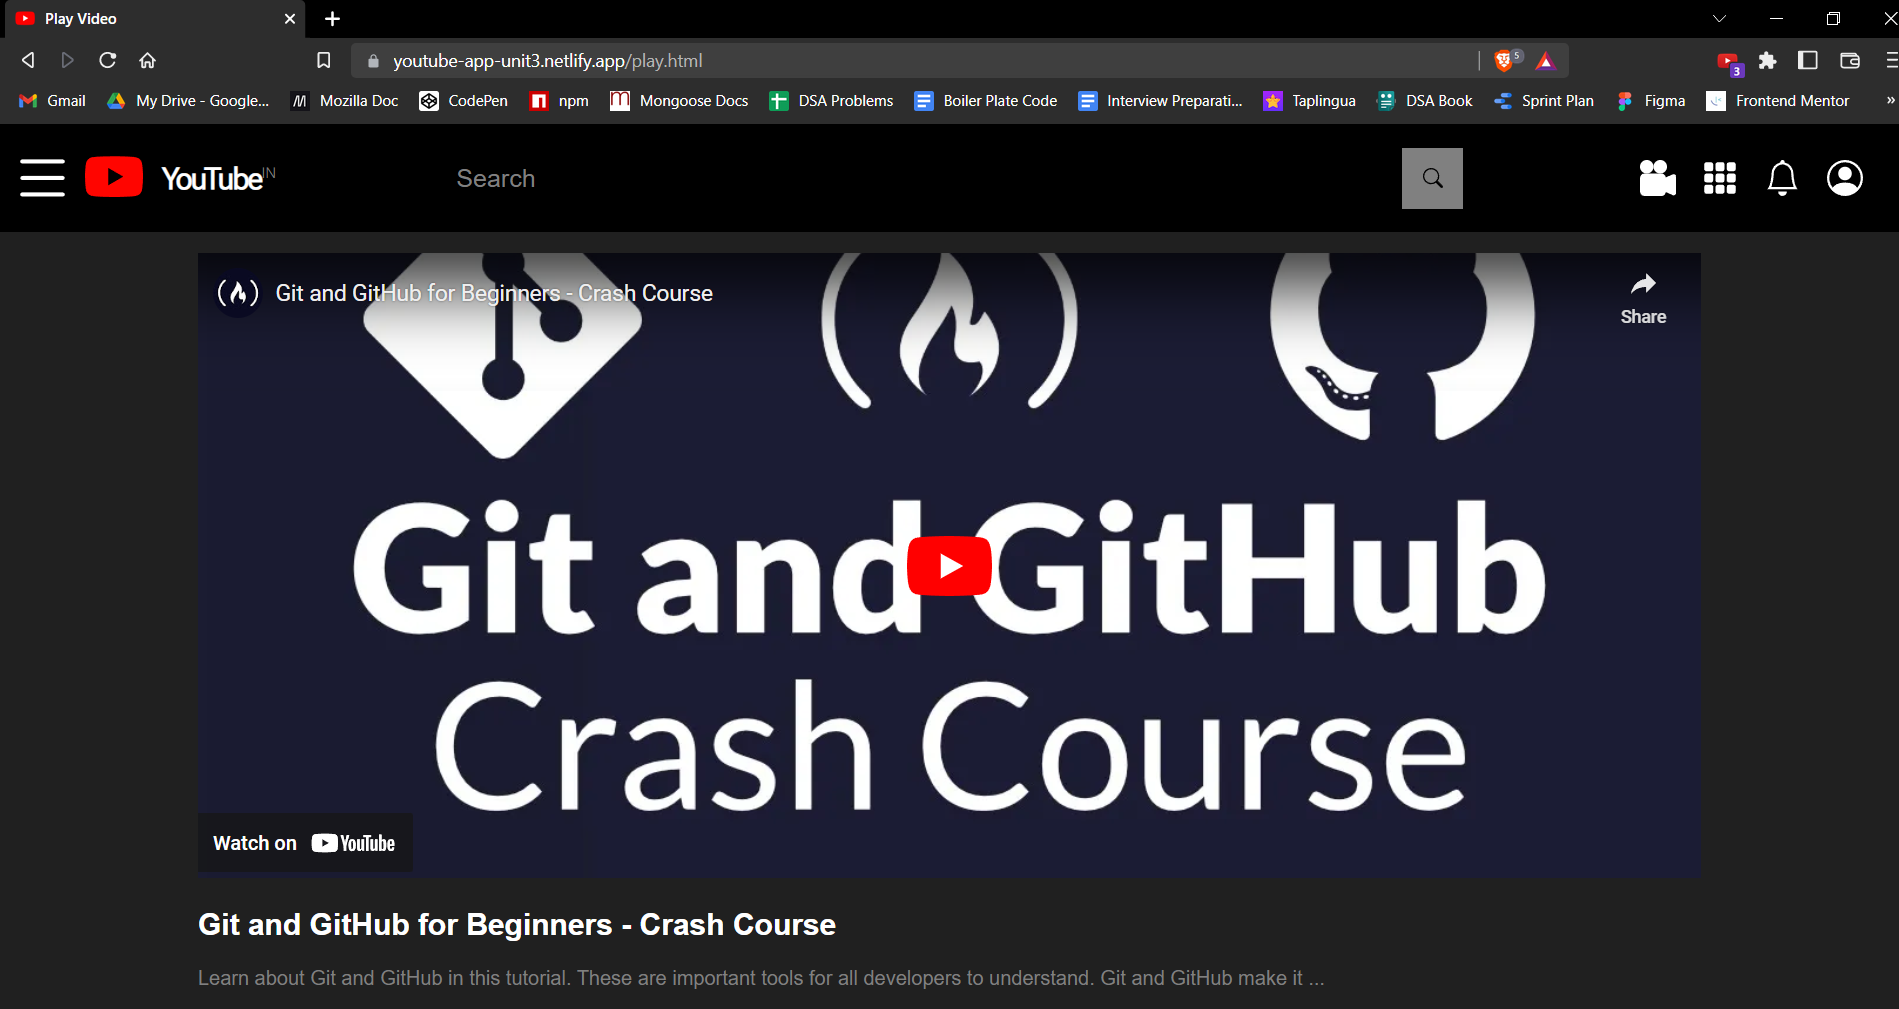 Play Video
youtube-app-unit3.netlify.app/play.html
5
3
Gmail
My Drive - Google...
Mozilla Doc
CodePen
npm
Mongoose Docs
DSA Problems
Boiler Plate Code
Interview Preparati...
Taplingua
DSA Book
Sprint Plan
Figma
Frontend Mentor
»
YouTube IN
Search
Git and GitHub for Beginners - Crash Course
Share
Git and GitHub
Crash Course
Watch on YouTube
Git and GitHub for Beginners - Crash Course
Learn about Git and GitHub in this tutorial. These are important tools for all developers to understand. Git and GitHub make it ...